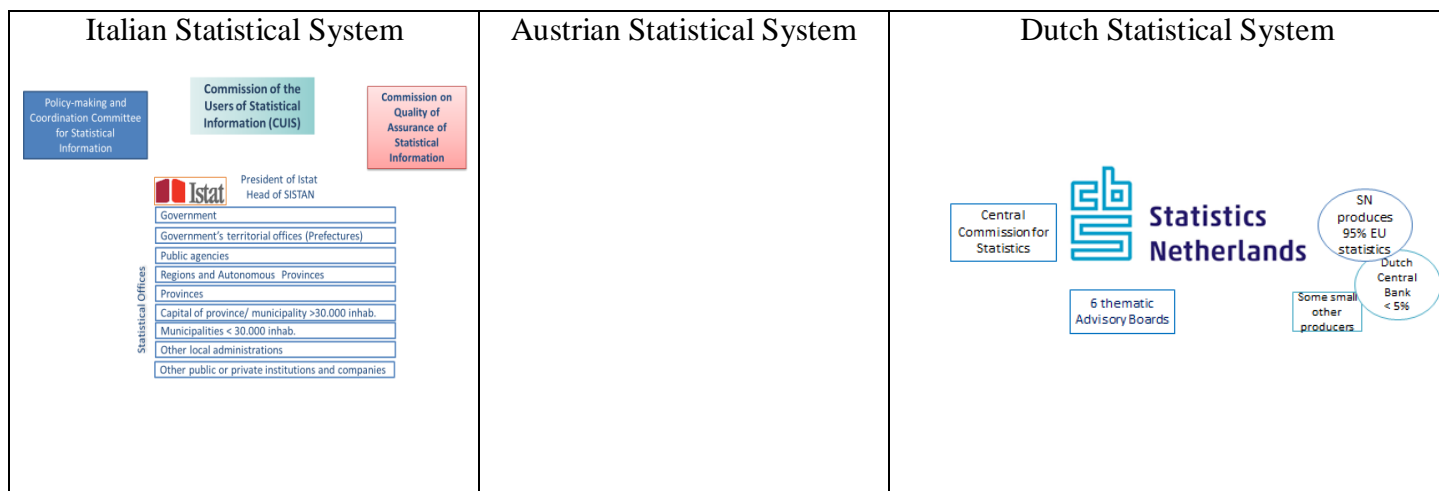 Italian Statistical System
Austrian Statistical System
Dutch Statistical System
Policy-making and
Coordination Committee
for Statistical
Information
Commission of the
Users of Statistical
Information (CUIS)
Commission on
Quality of
Assurance of
Statistical
Information
Istat
President of Istat
Head of SISTAN
Statistical Offices
Government
Government's territorial offices (Prefectures)
Public agencies
Regions and Autonomous Provinces
Provinces
Capital of province/ municipality >30.000 inhab.
Municipalities < 30.000 inhab.
Other local administrations
Other public or private institutions and companies
Central
Commission for
Statistics
cbs
Statistics
Netherlands
SN
produces
95% EU
statistics
Dutch
Central
Bank
< 5%
6 thematic
Advisory Boards
Some small
other
producers